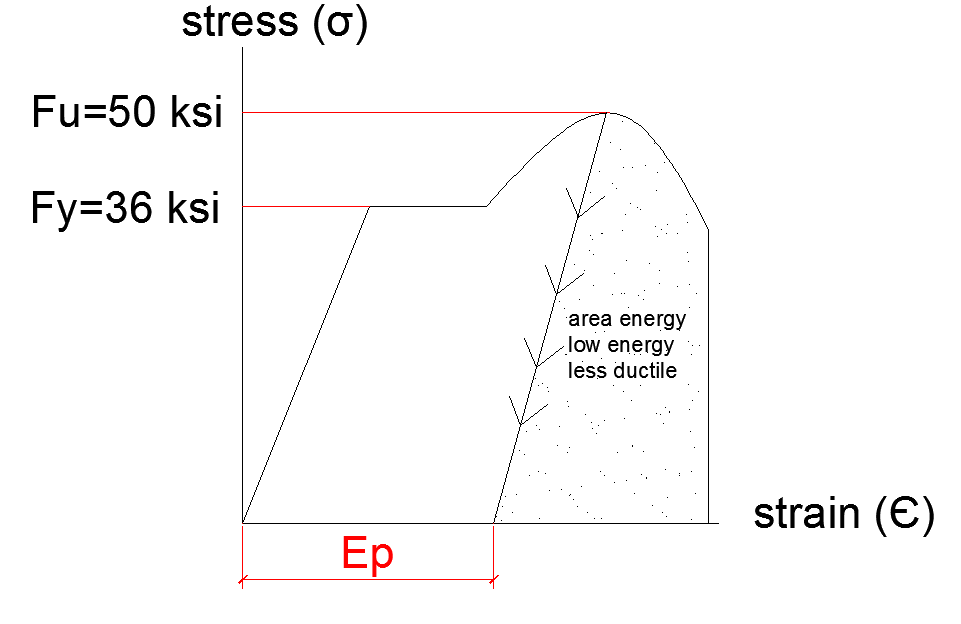 stress (σ)
Fu=50 ksi
Fy=36 ksi
area energy
low energy
less ductile
strain (Є)
Ep